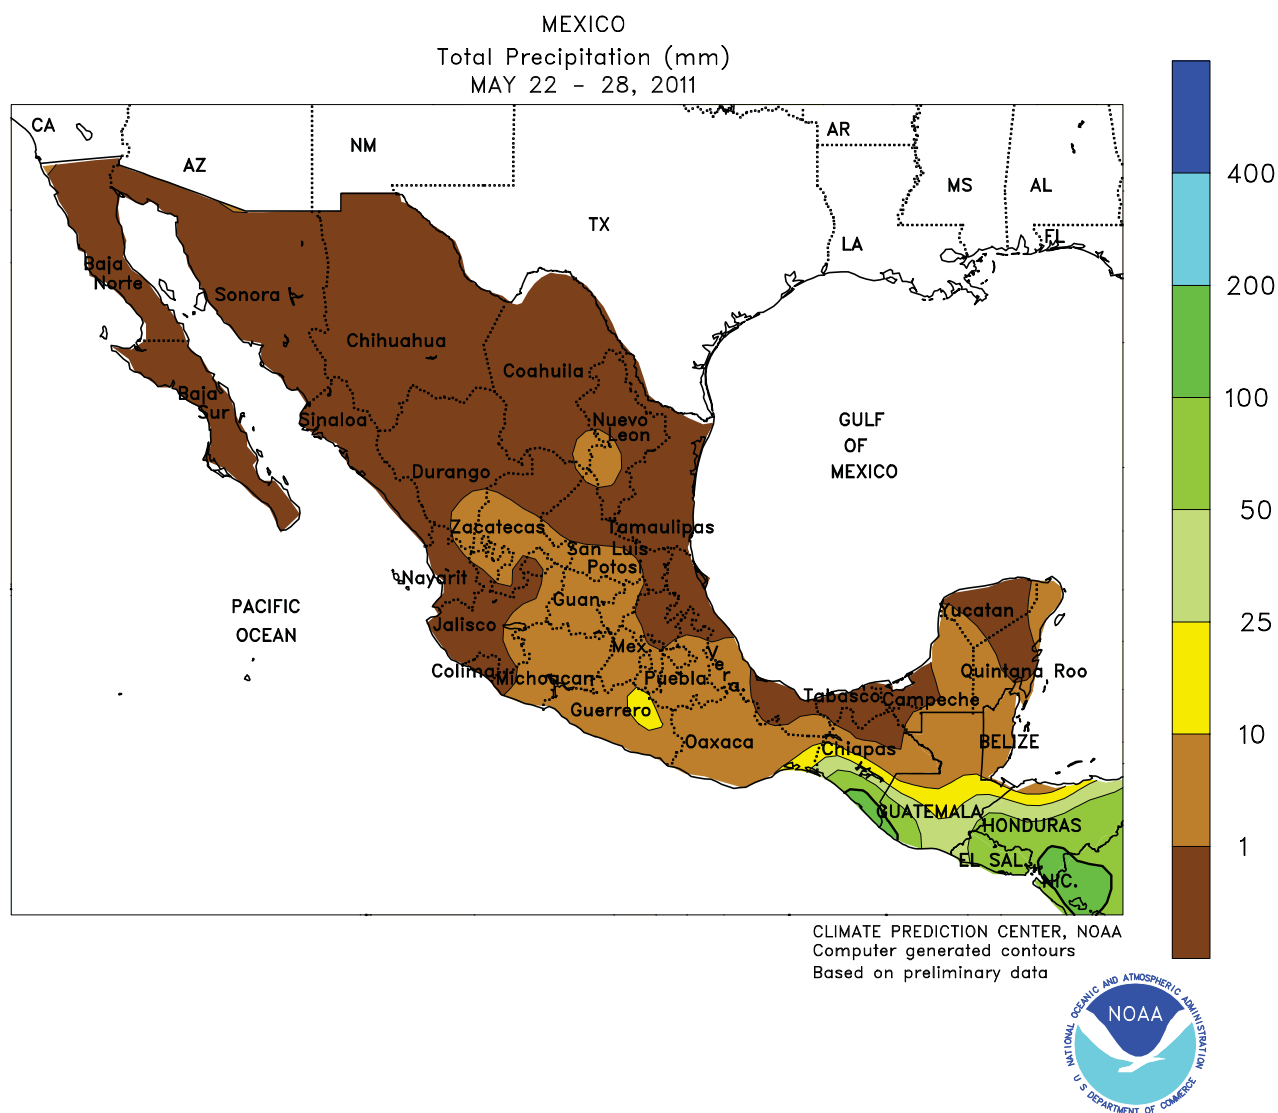 MEXICO
Total Precipitation (mm)
MAY 22 - 28, 2011
CA
AZ
NM
TX
AR
LA
MS
AL
FL
400
200
100
50
25
10
1
Baja
Norte
Sonora
Chihuahua
Coahuila
Baja
Sur
Sinaloa
Nuevo
Leon
Durango
Zacatecas
Tamaulipas
San Luis
Potosi
Nayarit
Guan.
Jalisco
Mex.
Colima
Michoacan
Puebla
Vera.
Guerrero
Oaxaca
Tabasco
Campeche
Chiapas
Yucatan
Quintana Roo
BELIZE
GUATEMALA
HONDURAS
EL SAL.
NIC.
GULF
OF
MEXICO
PACIFIC
OCEAN
CLIMATE PREDICTION CENTER, NOAA
Computer generated contours
Based on preliminary data
NATIONAL OCEANIC AND ATMOSPHERIC ADMINISTRATION
NOAA
U S DEPARTMENT OF COMMERCE